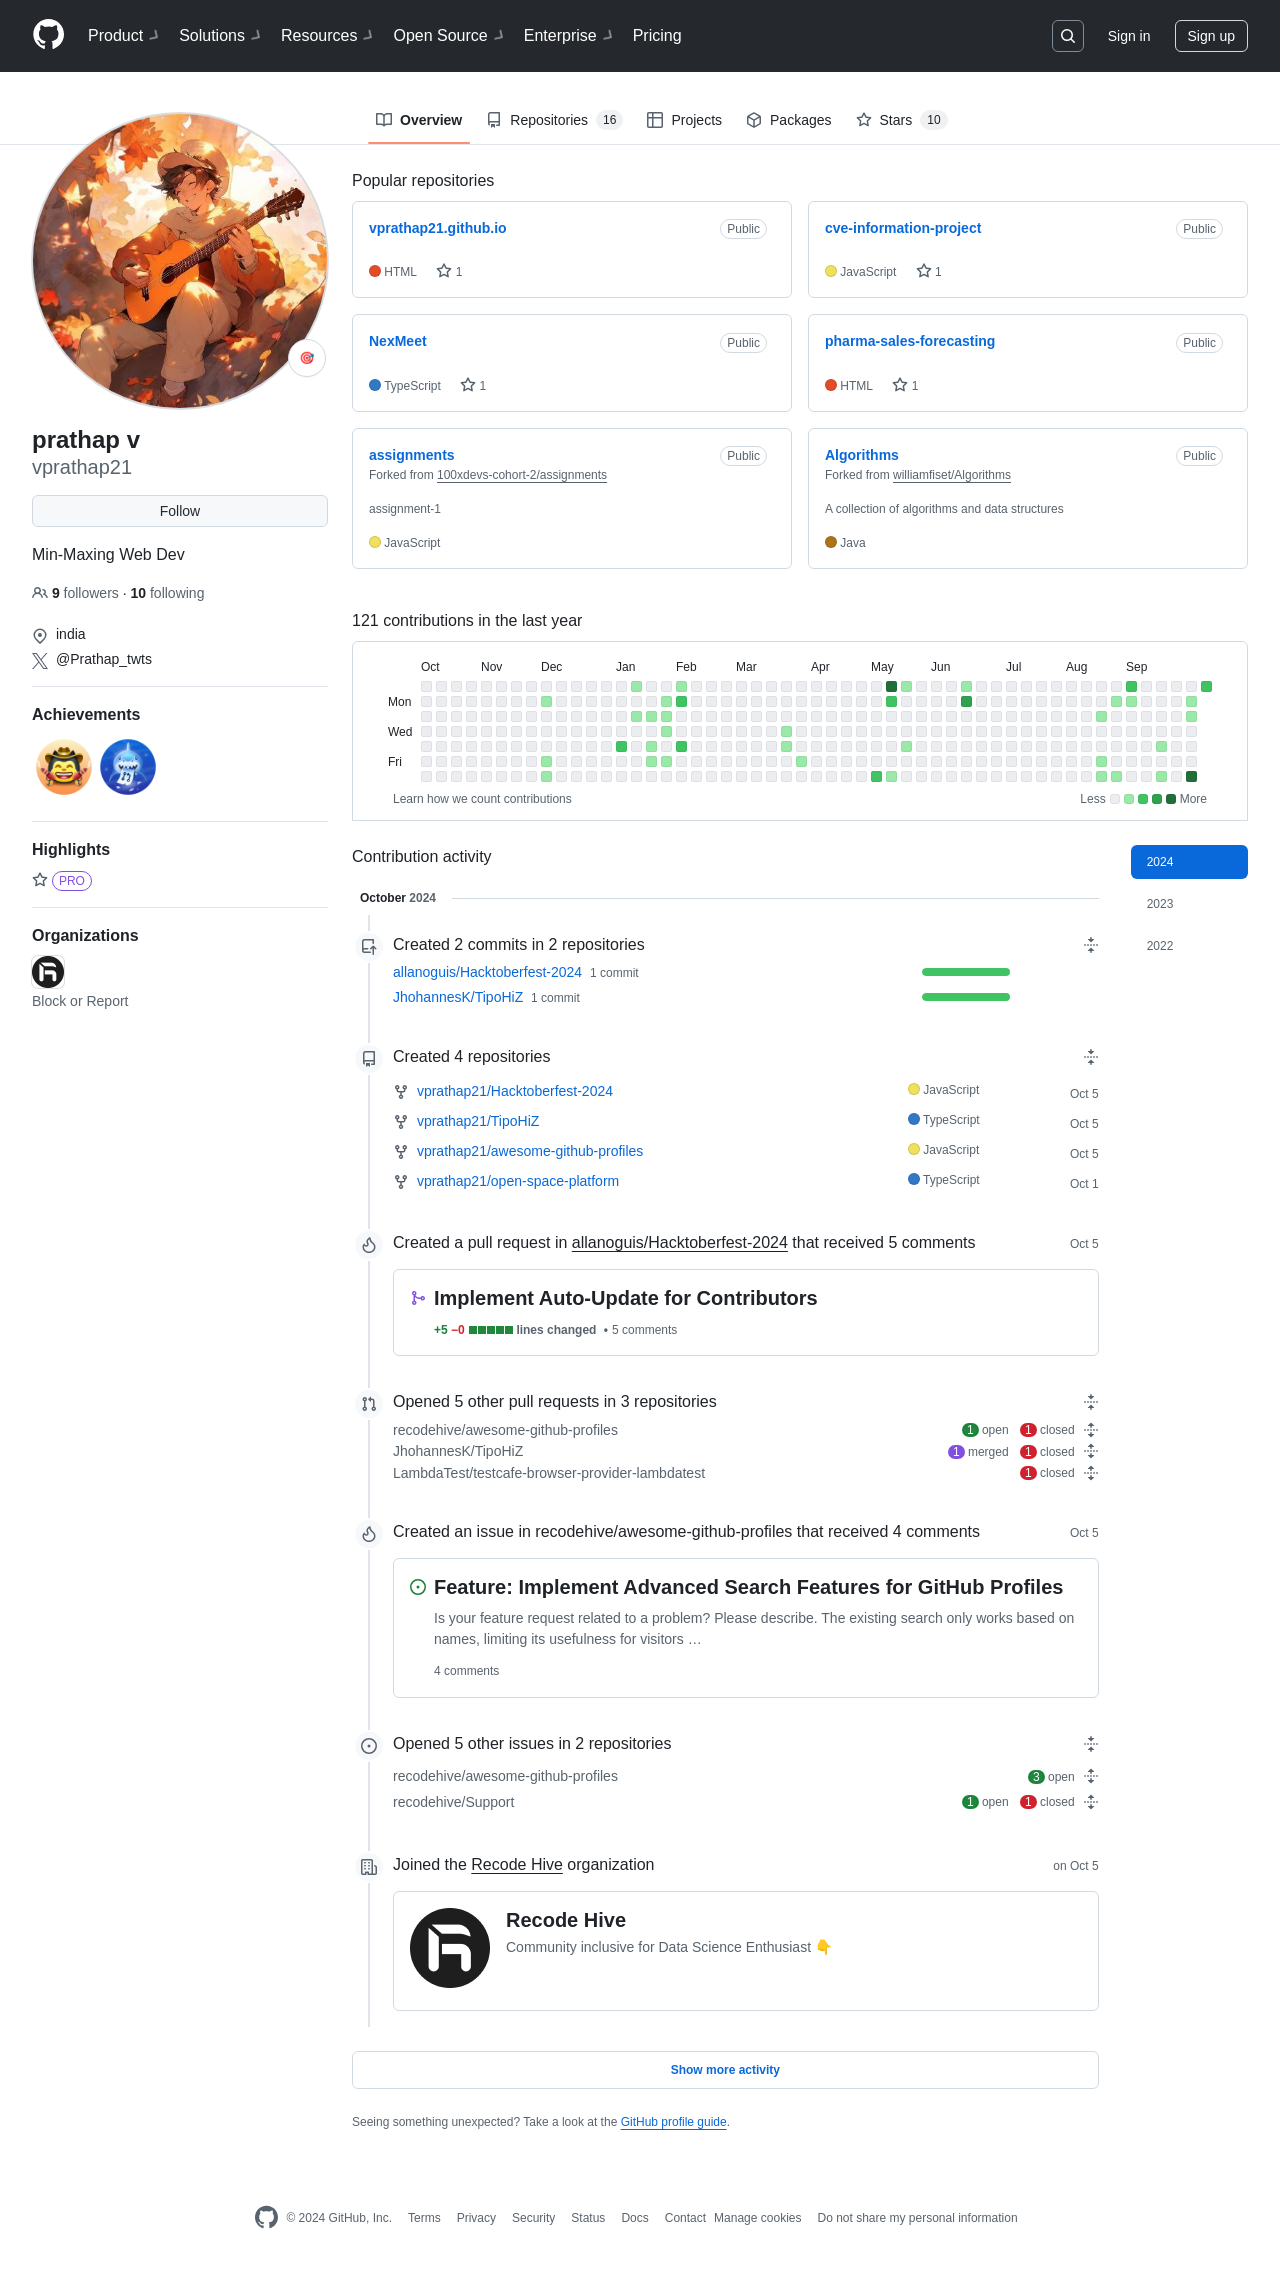 Product Solutions Resources Open Source Enterprise Pricing Sign in Sign up
Overview Repositories 16 Projects Packages Stars 10
prathap v
vprathap21
Follow
Min-Maxing Web Dev
9 followers · 10 following
india
@Prathap_twts
Achievements
Highlights
PRO
Organizations
Block or Report
Popular repositories
vprathap21.github.io Public
HTML 1
cve-information-project Public
JavaScript 1
NexMeet Public
TypeScript 1
pharma-sales-forecasting Public
HTML 1
assignments Public
Forked from 100xdevs-cohort-2/assignments
assignment-1
JavaScript
Algorithms Public
Forked from williamfiset/Algorithms
A collection of algorithms and data structures
Java
121 contributions in the last year
Oct Nov Dec Jan Feb Mar Apr May Jun Jul Aug Sep
Mon
Wed
Fri
Learn how we count contributions Less More
Contribution activity
2024
2023
2022
October 2024
Created 2 commits in 2 repositories
allanoguis/Hacktoberfest-2024 1 commit
JhohannesK/TipoHiZ 1 commit
Created 4 repositories
vprathap21/Hacktoberfest-2024 JavaScript Oct 5
vprathap21/TipoHiZ TypeScript Oct 5
vprathap21/awesome-github-profiles JavaScript Oct 5
vprathap21/open-space-platform TypeScript Oct 1
Created a pull request in allanoguis/Hacktoberfest-2024 that received 5 comments Oct 5
Implement Auto-Update for Contributors
+5 −0 lines changed • 5 comments
Opened 5 other pull requests in 3 repositories
recodehive/awesome-github-profiles 1 open 1 closed
JhohannesK/TipoHiZ 1 merged 1 closed
LambdaTest/testcafe-browser-provider-lambdatest 1 closed
Created an issue in recodehive/awesome-github-profiles that received 4 comments Oct 5
Feature: Implement Advanced Search Features for GitHub Profiles
Is your feature request related to a problem? Please describe. The existing search only works based on
names, limiting its usefulness for visitors …
4 comments
Opened 5 other issues in 2 repositories
recodehive/awesome-github-profiles 3 open
recodehive/Support 1 open 1 closed
Joined the Recode Hive organization on Oct 5
Recode Hive
Community inclusive for Data Science Enthusiast 👇
Show more activity
Seeing something unexpected? Take a look at the GitHub profile guide.
© 2024 GitHub, Inc. Terms Privacy Security Status Docs Contact Manage cookies Do not share my personal information